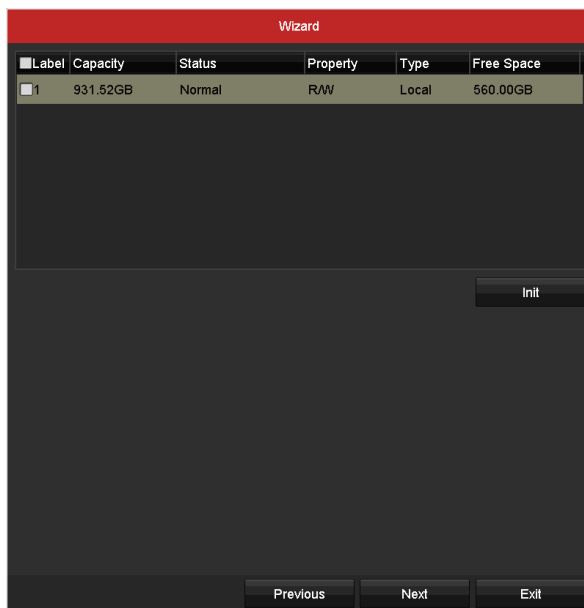 Wizard
Label Capacity Status Property Type Free Space
1 931.52GB Normal R/W Local 560.00GB
Init
Previous Next Exit